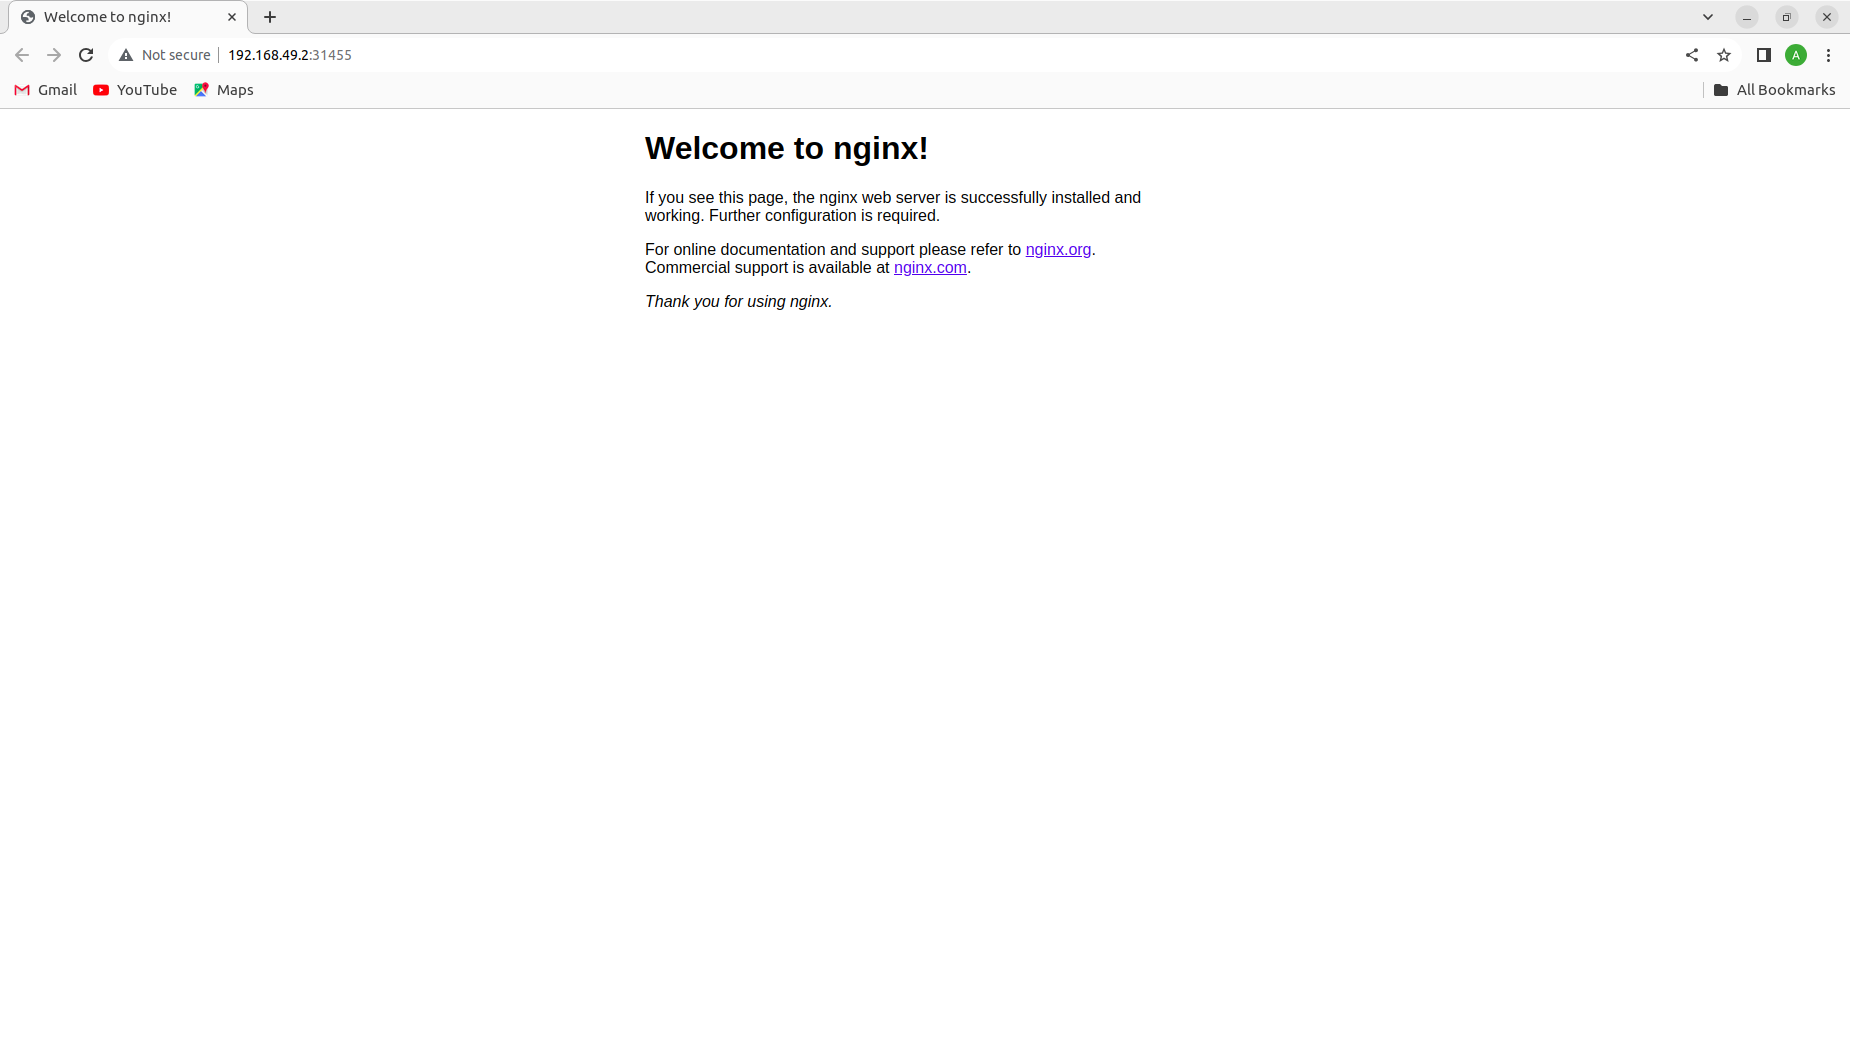 Welcome to nginx!
Not secure 192.168.49.2:31455
A
Gmail YouTube Maps All Bookmarks
Welcome to nginx!
If you see this page, the nginx web server is successfully installed and
working. Further configuration is required.
For online documentation and support please refer to nginx.org.
Commercial support is available at nginx.com.
Thank you for using nginx.